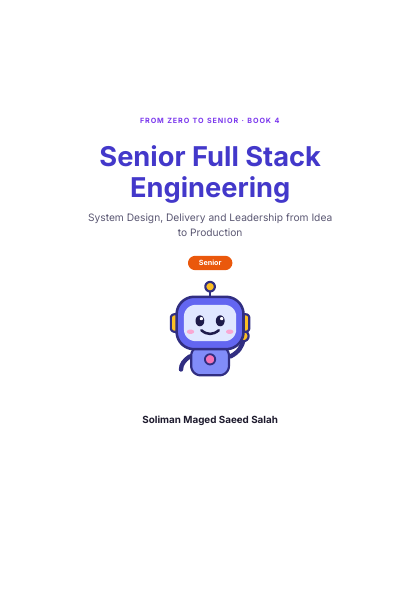 FROM ZERO TO SENIOR · BOOK 4
Senior Full Stack
Engineering
System Design, Delivery and Leadership from Idea
to Production
Senior
Soliman Maged Saeed Salah